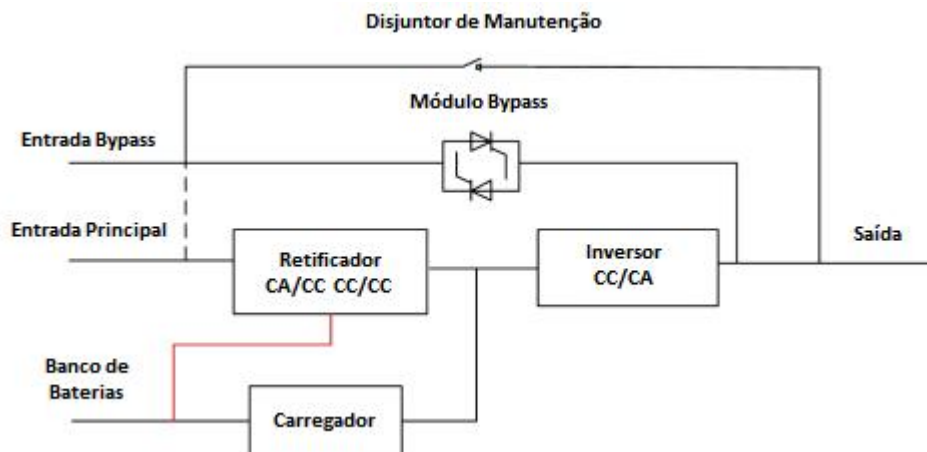 Disjuntor de Manutenção
Módulo Bypass
Entrada Bypass
Entrada Principal
Retificador
CA/CC CC/CC
Inversor
CC/CA
Saída
Banco de
Baterias
Carregador